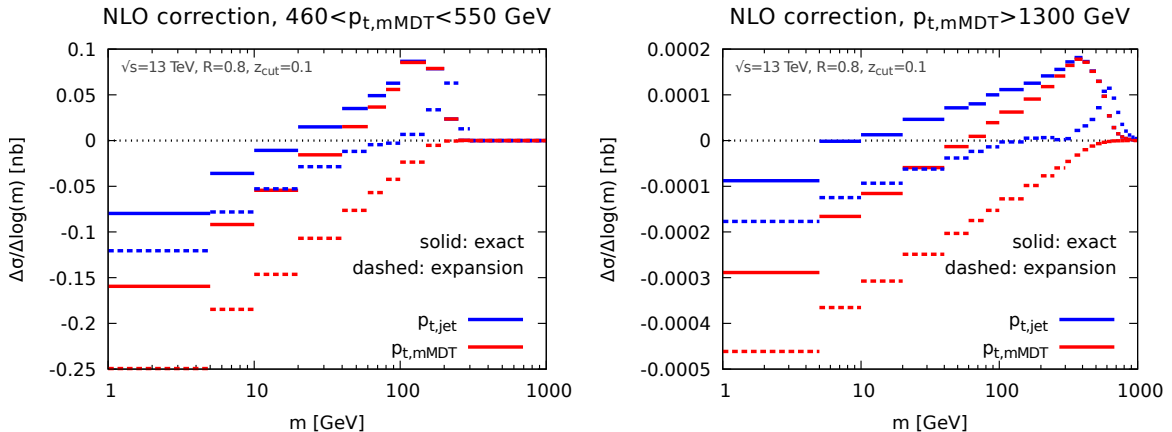 NLO correction, 460<p_t,mMDT<550 GeV
√s=13 TeV, R=0.8, z_cut=0.1
Δσ/Δlog(m) [nb]
0.1
0.05
0
-0.05
-0.1
-0.15
-0.2
-0.25
solid: exact
dashed: expansion
p_t,jet
p_t,mMDT
1 10 100 1000
m [GeV]
NLO correction, p_t,mMDT>1300 GeV
√s=13 TeV, R=0.8, z_cut=0.1
Δσ/Δlog(m) [nb]
0.0002
0.0001
0
-0.0001
-0.0002
-0.0003
-0.0004
-0.0005
solid: exact
dashed: expansion
p_t,jet
p_t,mMDT
1 10 100 1000
m [GeV]